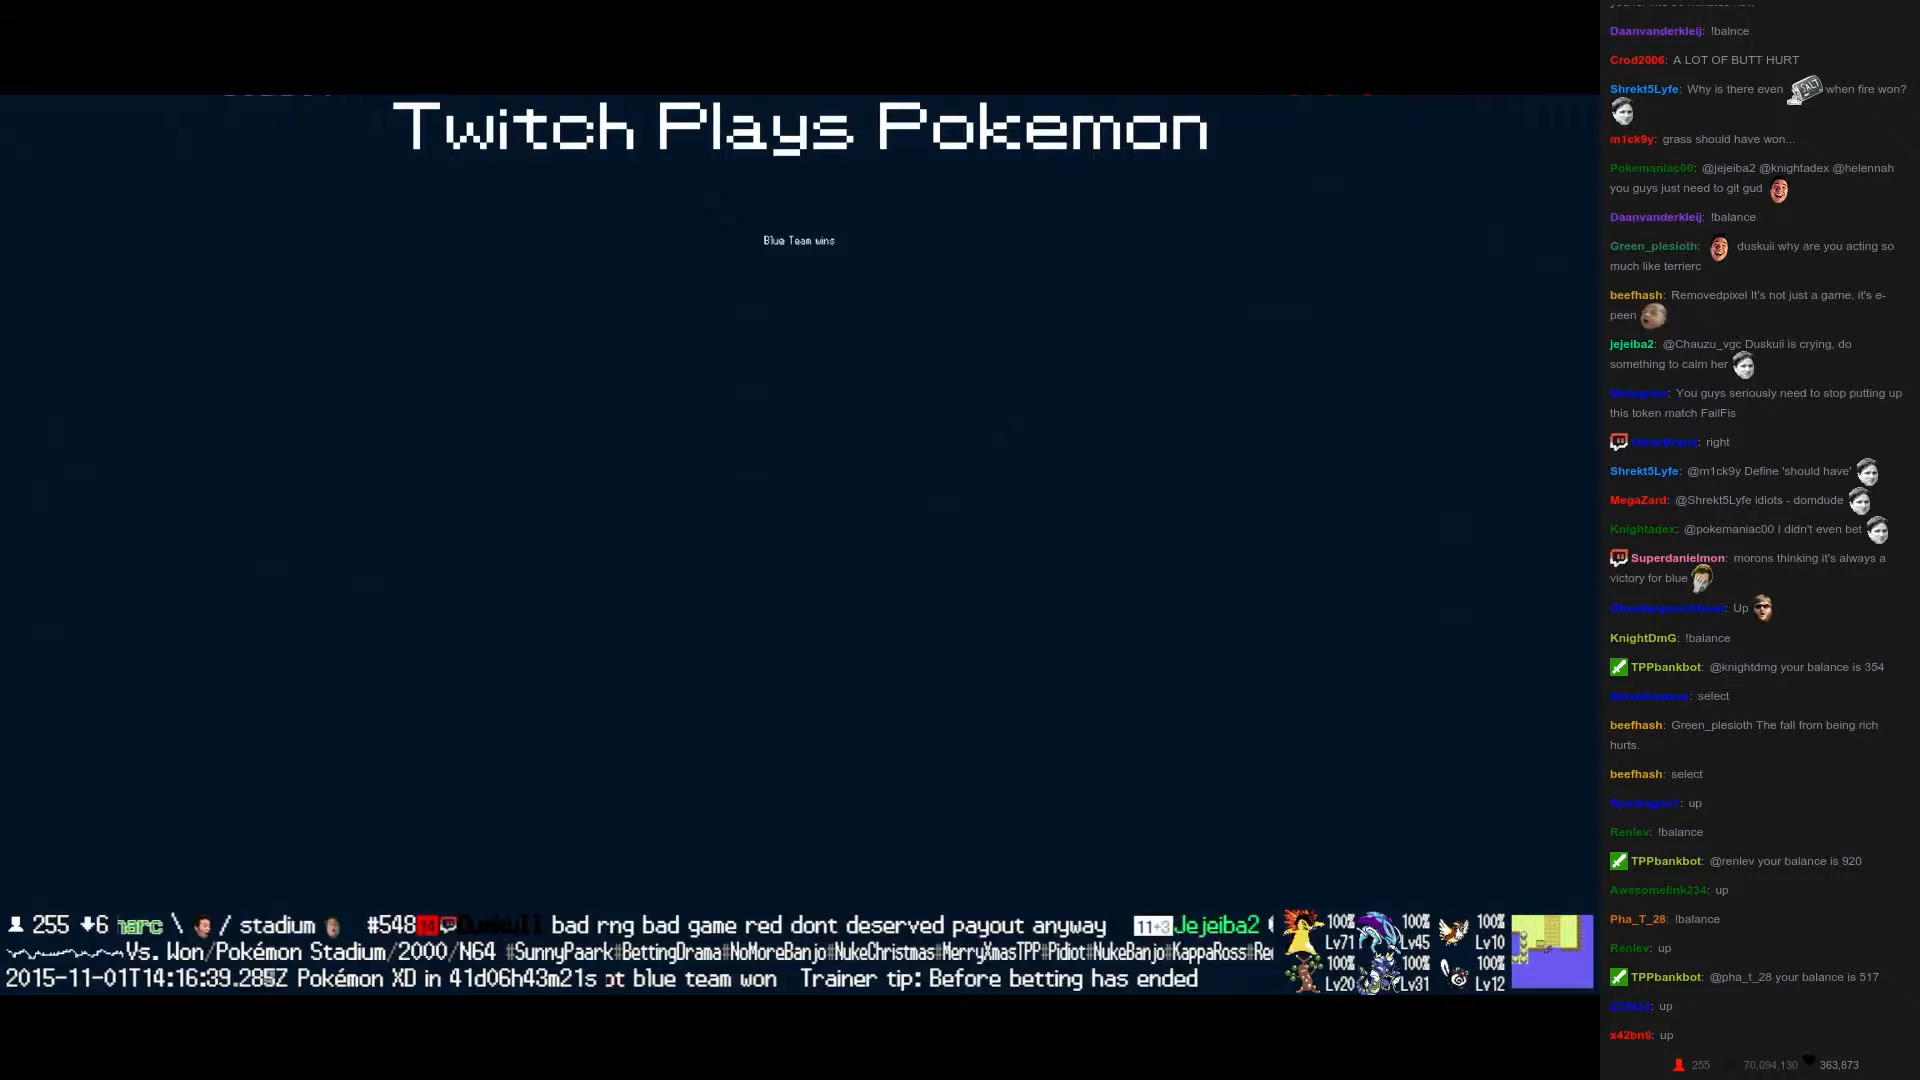 Twitch Plays Pokemon
Blue Team wins
255 6 marc \ / stadium #548 Duskull bad rng bad game red dont deserved payout anyway 11+3 Jejeiba2
Vs. Won/Pokémon Stadium/2000/N64 #SunnyPaark#BettingDrama#NoMoreBanjo#NukeChristmas#MerryXmasTPP#Pidiot#NukeBanjo#KappaRoss#Re
2015-11-01T14:16:39.285Z Pokémon XD in 41d06h43m21s ot blue team won Trainer tip: Before betting has ended
100% Lv71 100% Lv45 100% Lv10
100% Lv20 100% Lv31 100% Lv12
Daanvanderkleij: !balnce
Crod2006: A LOT OF BUTT HURT
Shrekt5Lyfe: Why is there even SALT when fire won?
m1ck9y: grass should have won...
Pokemaniac00: @jejeiba2 @knightadex @helennah
you guys just need to git gud
Daanvanderkleij: !balance
Green_plesioth: duskuii why are you acting so
much like terrierc
beefhash: Removedpixel It's not just a game, it's e-
peen
jejeiba2: @Chauzu_vgc Duskuii is crying, do
something to calm her
You guys seriously need to stop putting up
this token match FailFis
right
Shrekt5Lyfe: @m1ck9y Define 'should have'
MegaZard: @Shrekt5Lyfe idiots - domdude
Knightadex: @pokemaniac00 I didn't even bet
Superdanielmon: morons thinking it's always a
victory for blue
Up
KnightDmG: !balance
TPPbankbot: @knightdmg your balance is 354
select
beefhash: Green_plesioth The fall from being rich
hurts.
beefhash: select
up
Renlev: !balance
TPPbankbot: @renlev your balance is 920
Awesomelink234: up
Pha_T_28: !balance
Renlev: up
TPPbankbot: @pha_t_28 your balance is 517
up
x42bn6: up
255 70,094,130 363,873